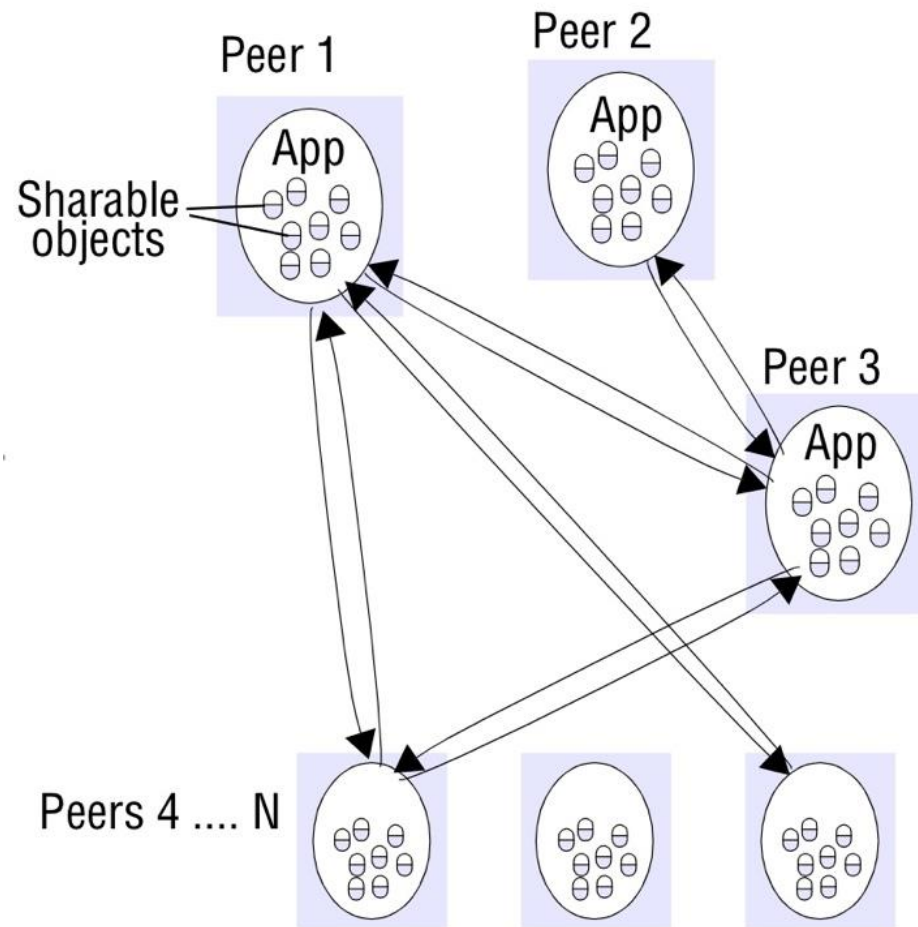 Peer 1
Peer 2
App
App
Sharable
objects
Peer 3
App
Peers 4 .... N